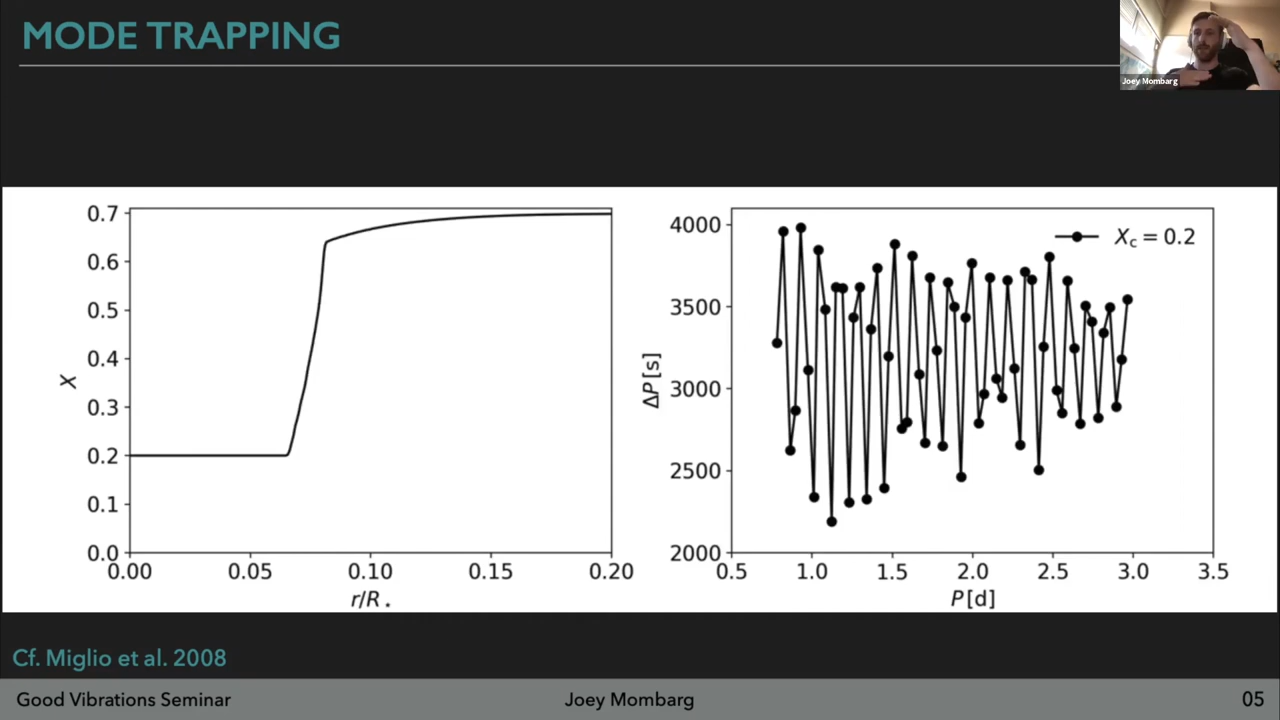 MODE TRAPPING
Joey Mombarg
0.7
0.6
0.5
0.4
0.3
0.2
0.1
0.0
X
0.00 0.05 0.10 0.15 0.20
r/R⋆
4000
3500
3000
2500
2000
ΔP [s]
Xc = 0.2
0.5 1.0 1.5 2.0 2.5 3.0 3.5
P [d]
Cf. Miglio et al. 2008
Good Vibrations Seminar Joey Mombarg 05